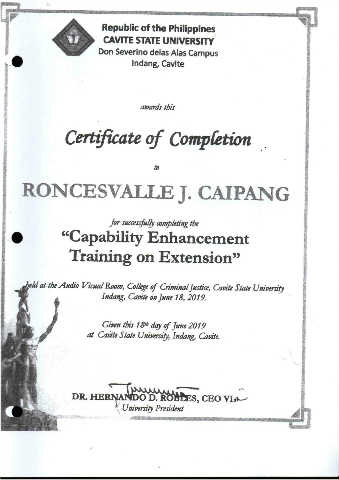 Republic of the Philippines
CAVITE STATE UNIVERSITY
Don Severino delas Alas Campus
Indang, Cavite
awards this
Certificate of Completion
to
RONCESVALLE J. CAIPANG
for successfully completing the
“Capability Enhancement
Training on Extension”
held at the Audio Visual Room, College of Criminal Justice, Cavite State University
Indang, Cavite on June 18, 2019.
Given this 18th day of June 2019
at Cavite State University, Indang, Cavite.
DR. HERNANDO D. ROBLES, CEO VI
University President